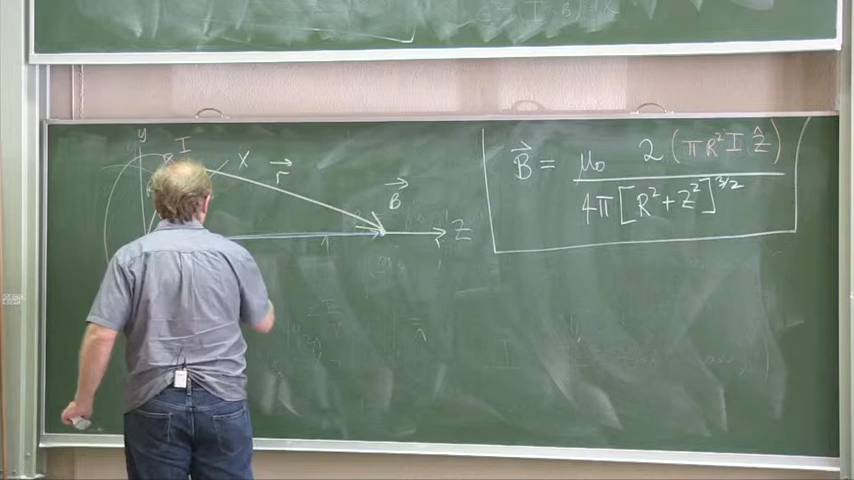 y
I
X
r⃗
B⃗
Z
B⃗ = μ₀ 2(πR²I ẑ)
4π[R²+Z²]^3/2